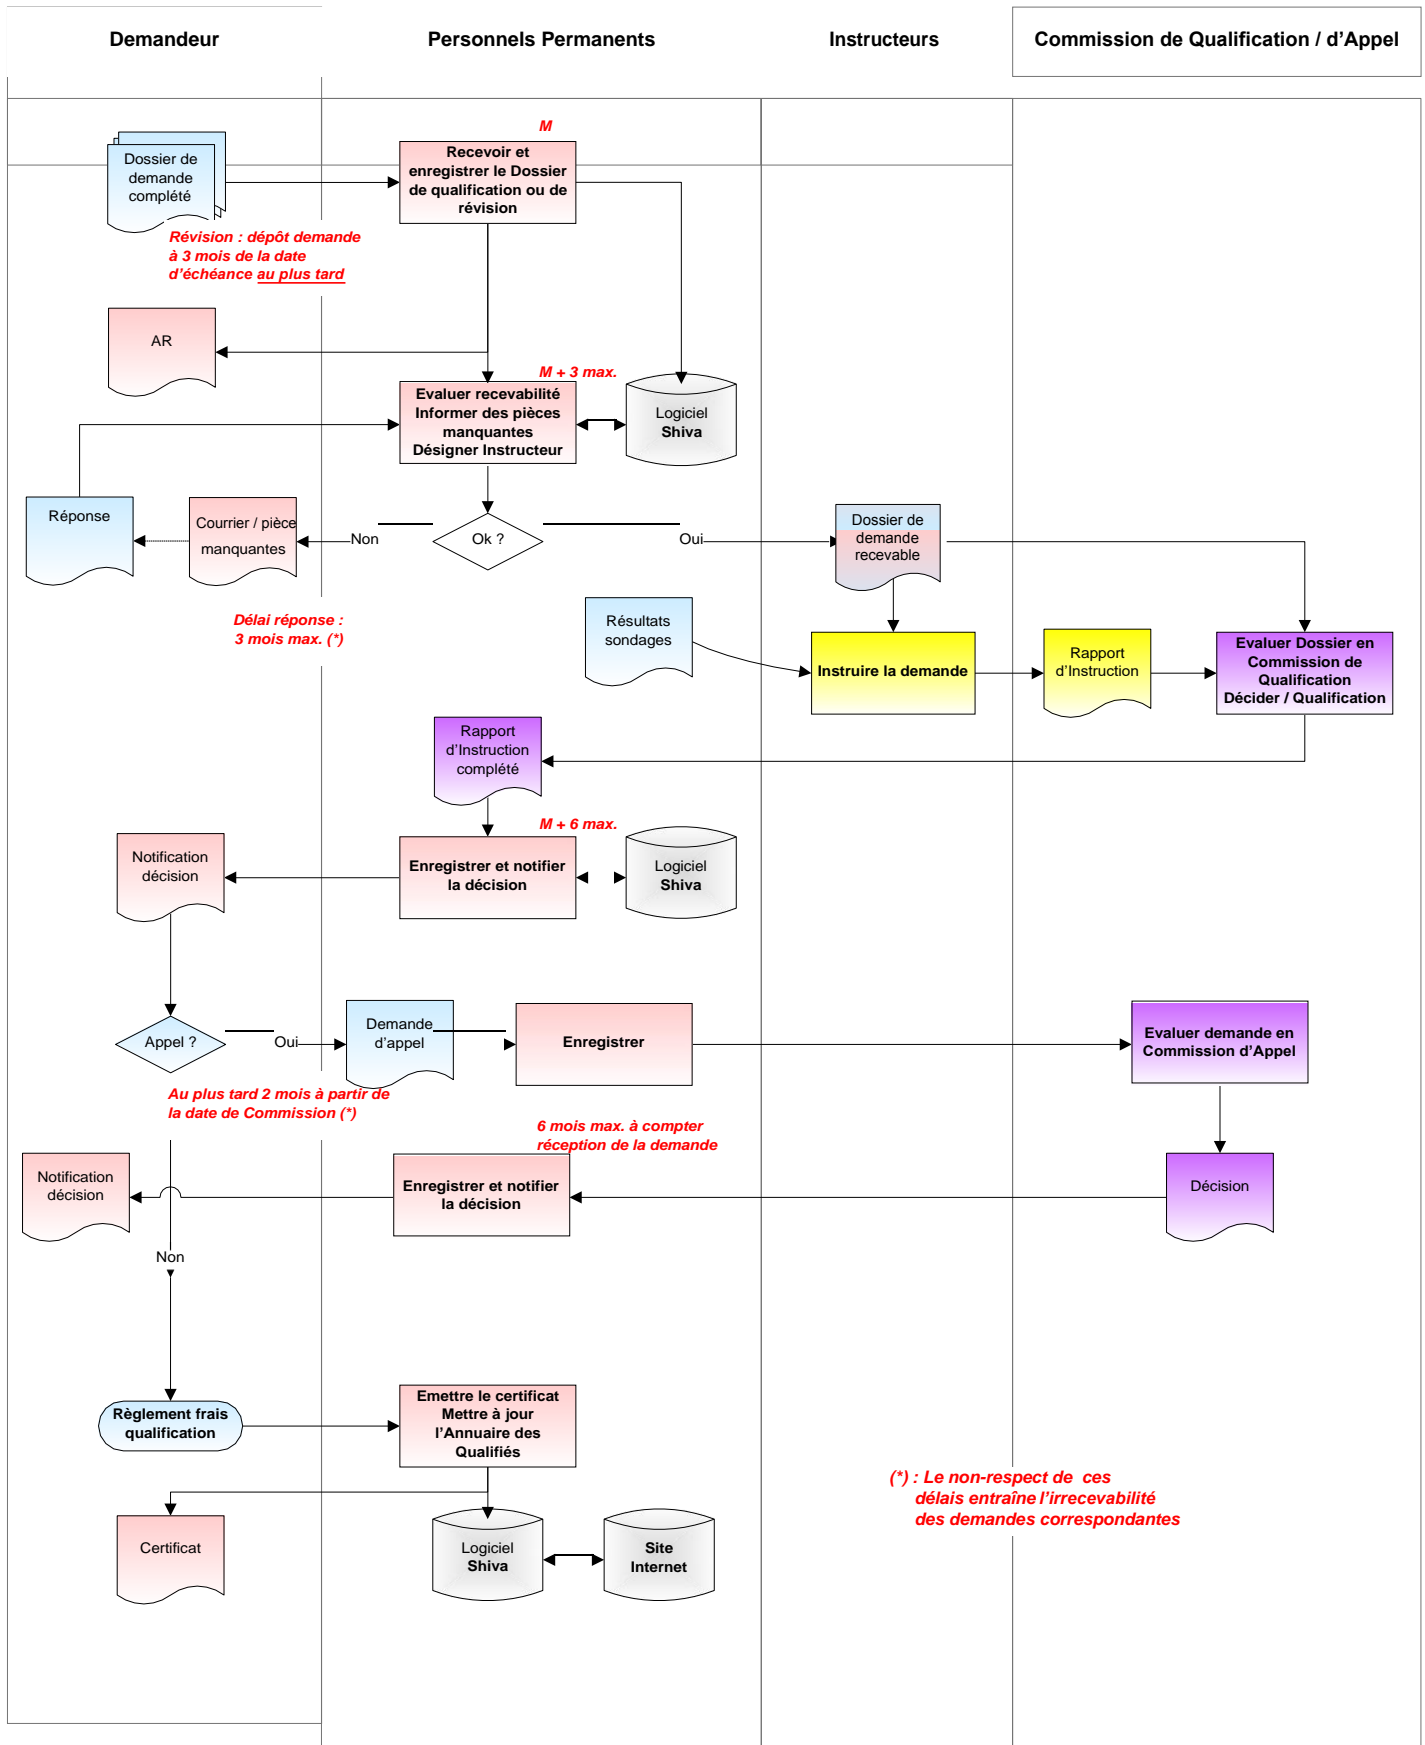 Demandeur
Personnels Permanents
Instructeurs
Commission de Qualification / d'Appel
M
Dossier de
demande
complété
Recevoir et
enregistrer le Dossier
de qualification ou de
révision
Révision : dépôt demande
à 3 mois de la date
d'échéance au plus tard
AR
M + 3 max.
Evaluer recevabilité
Informer des pièces
manquantes
Désigner Instructeur
Logiciel
Shiva
Réponse
Courrier / pièce
manquantes
Non
Ok ?
Oui
Dossier de
demande
recevable
Délai réponse :
3 mois max. (*)
Résultats
sondages
Instruire la demande
Rapport
d'Instruction
Evaluer Dossier en
Commission de
Qualification
Décider / Qualification
Rapport
d'Instruction
complété
M + 6 max.
Notification
décision
Enregistrer et notifier
la décision
Logiciel
Shiva
Appel ?
Oui
Demande
d'appel
Enregistrer
Evaluer demande en
Commission d'Appel
Au plus tard 2 mois à partir de
la date de Commission (*)
6 mois max. à compter
réception de la demande
Notification
décision
Enregistrer et notifier
la décision
Décision
Non
Règlement frais
qualification
Emettre le certificat
Mettre à jour
l'Annuaire des
Qualifiés
(*) : Le non-respect de ces
délais entraîne l'irrecevabilité
des demandes correspondantes
Certificat
Logiciel
Shiva
Site
Internet